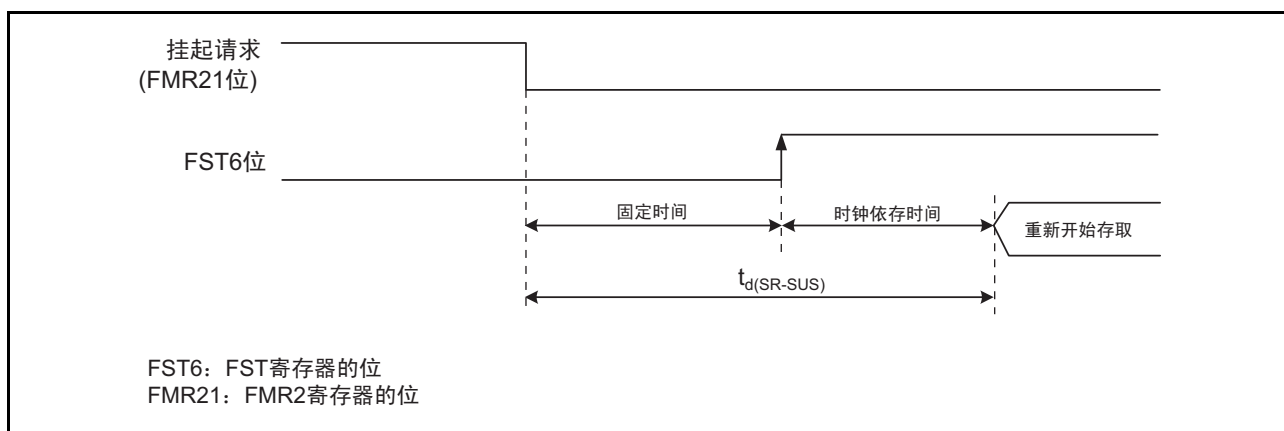 挂起请求
(FMR21位)
FST6位
固定时间
时钟依存时间
重新开始存取
td(SR-SUS)
FST6：FST寄存器的位
FMR21：FMR2寄存器的位